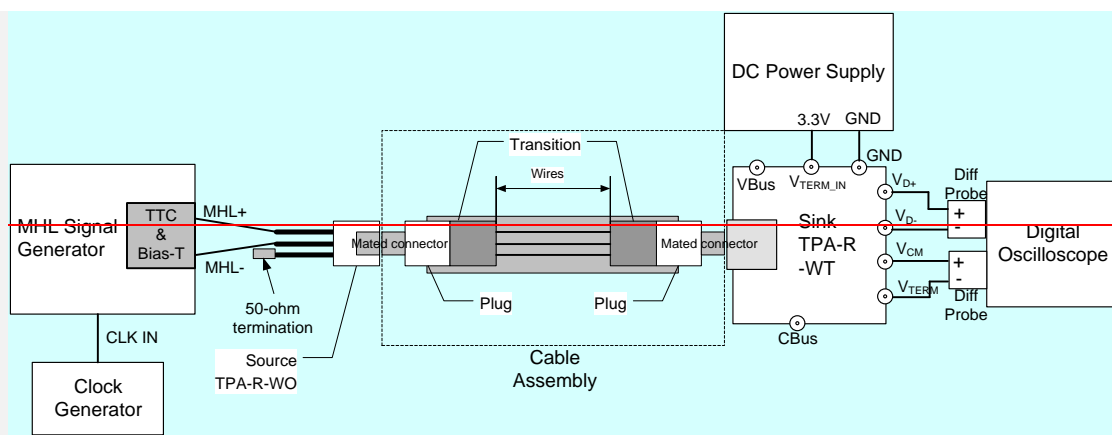 DC Power Supply
3.3V
GND
GND
VBus
VTERM_IN
Transition
Wires
MHL Signal
Generator
TTC
&
Bias-T
MHL+
MHL-
Mated connector
Mated connector
Sink
TPA-R
-WT
VD+
VD-
VCM
VTERM
Diff
Probe
+
-
+
-
Diff
Probe
Digital
Oscilloscope
Plug
Plug
50-ohm
termination
CBus
CLK IN
Source
TPA-R-WO
Cable
Assembly
Clock
Generator